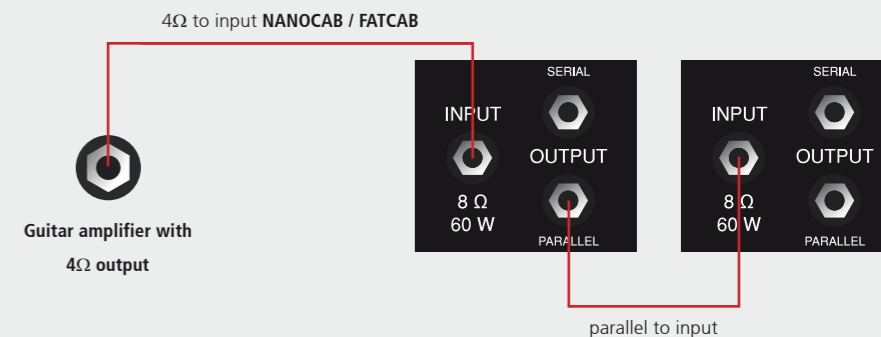 4Ω to input NANOCAB / FATCAB
Guitar amplifier with
4Ω output
SERIAL
INPUT
OUTPUT
8 Ω
60 W
PARALLEL
SERIAL
INPUT
OUTPUT
8 Ω
60 W
PARALLEL
parallel to input